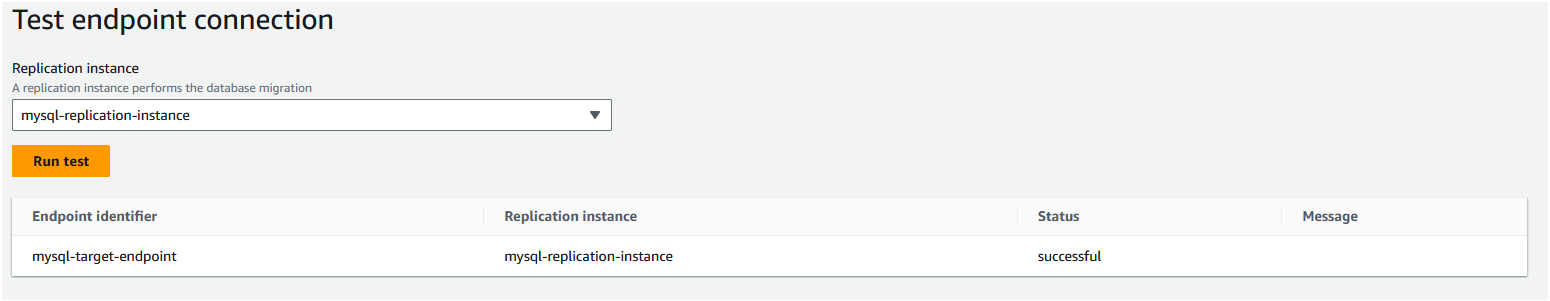 Test endpoint connection
Replication instance
A replication instance performs the database migration
mysql-replication-instance
Run test
Endpoint identifier Replication instance Status Message
mysql-target-endpoint mysql-replication-instance successful